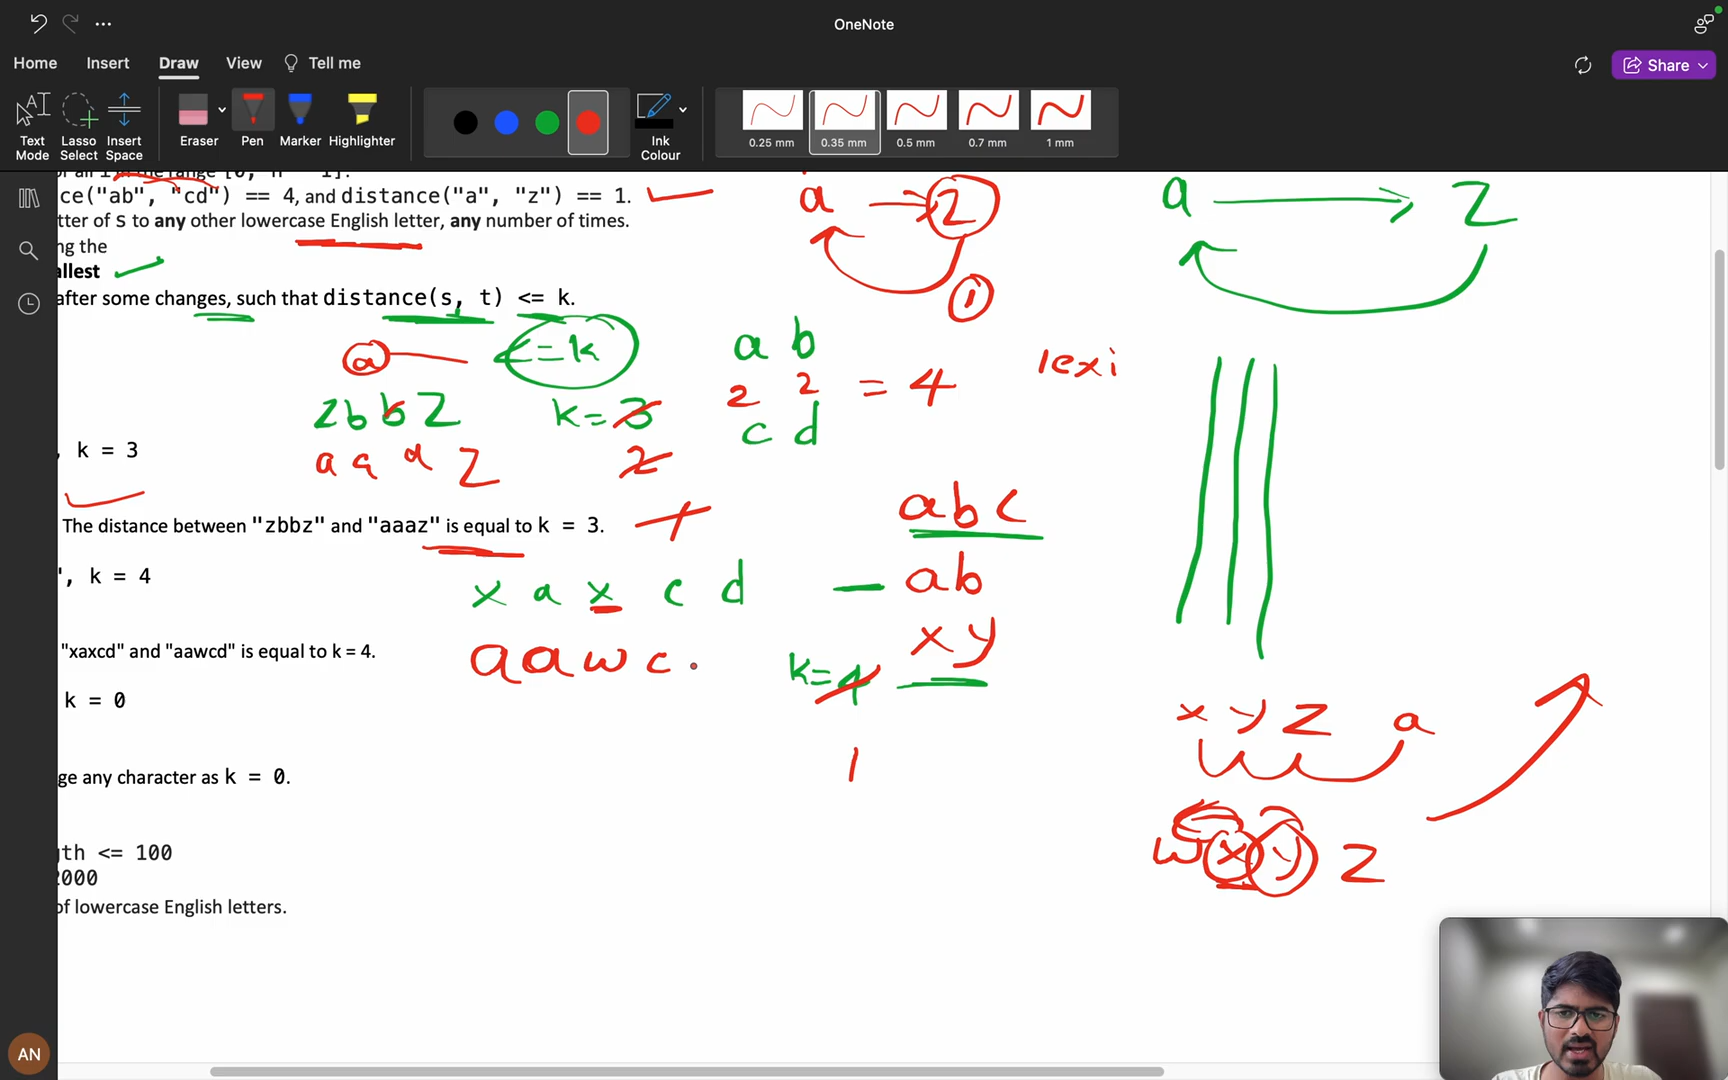 OneNote
Home Insert Draw View Tell me
Share
Text Mode
Lasso Select
Insert Space
Eraser
Pen
Marker
Highlighter
Ink Colour
0.25 mm 0.35 mm 0.5 mm 0.7 mm 1 mm
ce("ab", "cd") == 4, and distance("a", "z") == 1.
tter of s to any other lowercase English letter, any number of times.
ing the
allest
after some changes, such that distance(s, t) <= k.
a → z
1
a → z
a <=k
a b
2 2 = 4
c d
lexi
zbbz k=3
a a a z 2
, k = 3
The distance between "zbbz" and "aaaz" is equal to k = 3.
abc
ab
xy
", k = 4
x a x c d
a a w c .
k=4
1
"xaxcd" and "aawcd" is equal to k = 4.
k = 0
ge any character as k = 0.
x y z a
w x y z
gth <= 100
2000
of lowercase English letters.
AN